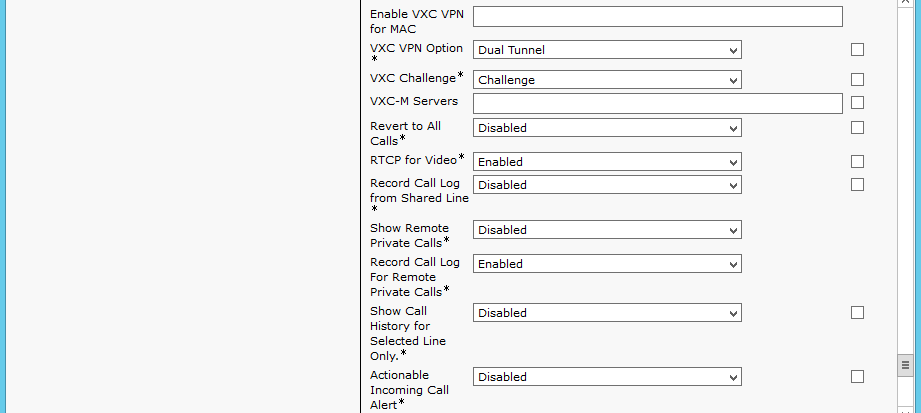 Enable VXC VPN
for MAC
VXC VPN Option
* Dual Tunnel
VXC Challenge* Challenge
VXC-M Servers
Revert to All
Calls* Disabled
RTCP for Video* Enabled
Record Call Log
from Shared Line
* Disabled
Show Remote
Private Calls* Disabled
Record Call Log
For Remote
Private Calls* Enabled
Show Call
History for
Selected Line
Only.* Disabled
Actionable
Incoming Call
Alert* Disabled